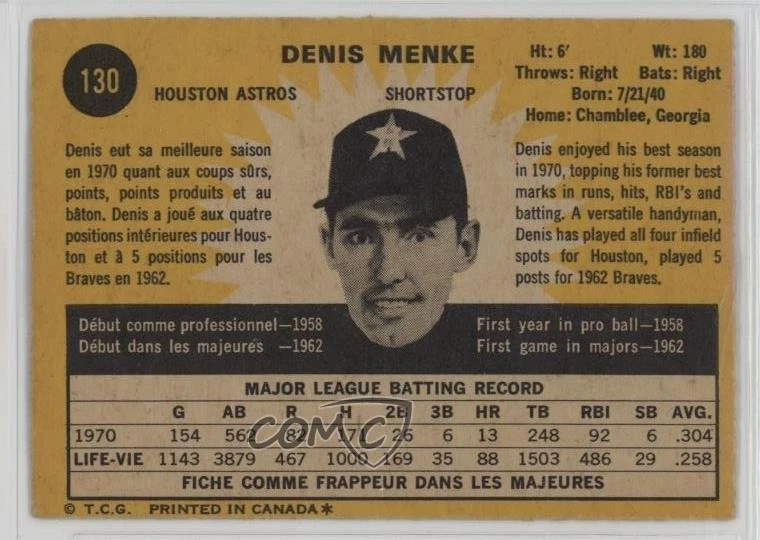 130
DENIS MENKE
HOUSTON ASTROS SHORTSTOP
Ht: 6' Wt: 180
Throws: Right Bats: Right
Born: 7/21/40
Home: Chamblee, Georgia
Denis eut sa meilleure saison
en 1970 quant aux coups sûrs,
points, points produits et au
bâton. Denis a joué aux quatre
positions intérieures pour Hous-
ton et à 5 positions pour les
Braves en 1962.
Denis enjoyed his best season
in 1970, topping his former best
marks in runs, hits, RBI's and
batting. A versatile handyman,
Denis has played all four infield
spots for Houston, played 5
posts for 1962 Braves.
Début comme professionnel—1958
Début dans les majeures —1962
First year in pro ball—1958
First game in majors—1962
MAJOR LEAGUE BATTING RECORD
G AB R H 2B 3B HR TB RBI SB AVG.
1970 154 562 82 171 26 6 13 248 92 6 .304
LIFE-VIE 1143 3879 467 1000 169 35 88 1503 486 29 .258
FICHE COMME FRAPPEUR DANS LES MAJEURES
© T.C.G. PRINTED IN CANADA*
COMC